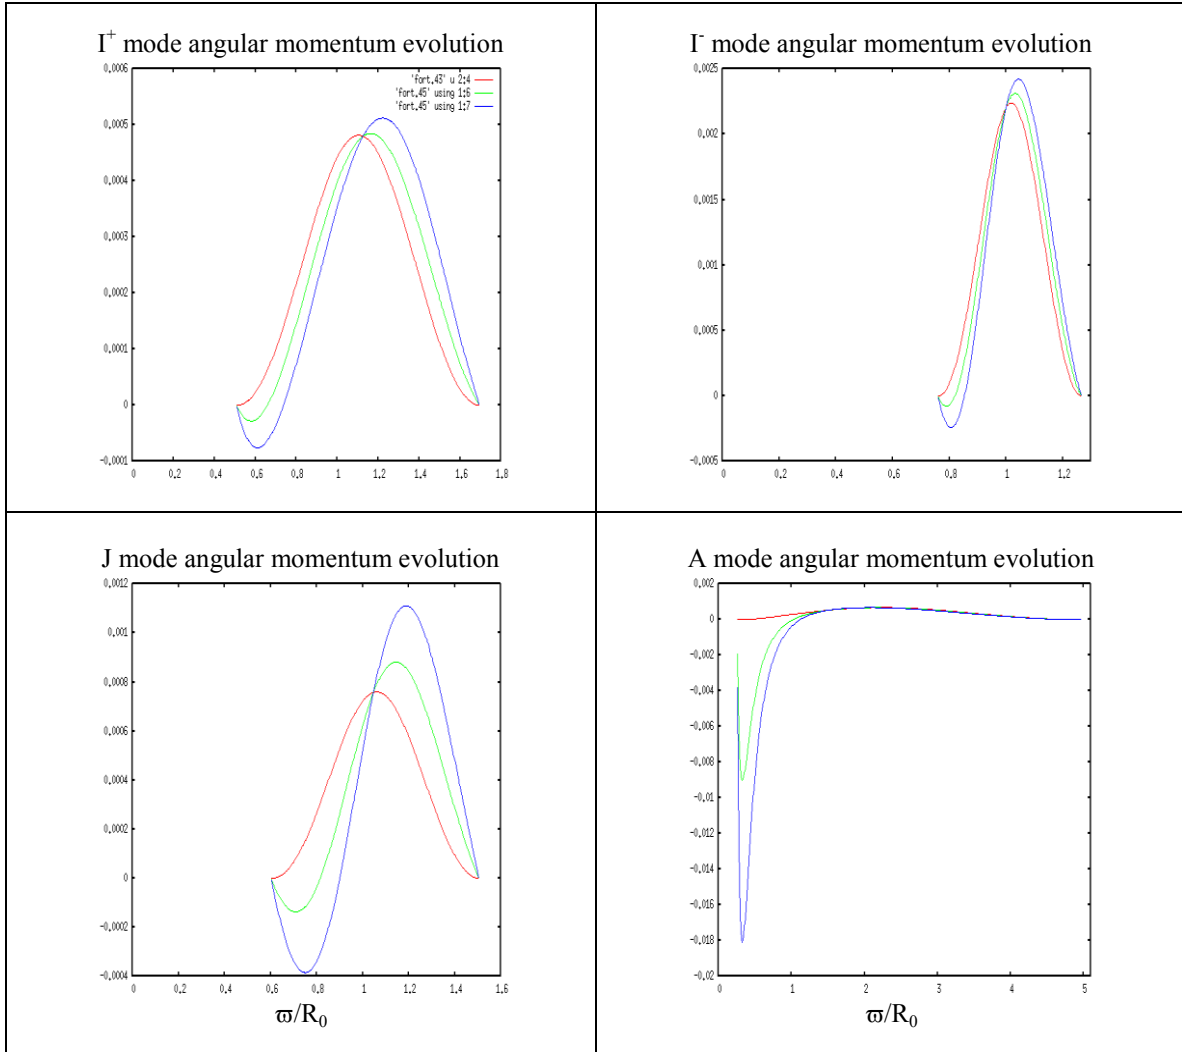 I⁺ mode angular momentum evolution
0.0006
0.0005
0.0004
0.0003
0.0002
0.0001
0
-0.0001
0 0.2 0.4 0.6 0.8 1 1.2 1.4 1.6 1.8
'fort.43' u 2:4
'fort.45' using 1:6
'fort.45' using 1:7
I⁻ mode angular momentum evolution
0.0025
0.002
0.0015
0.001
0.0005
0
-0.0005
0 0.2 0.4 0.6 0.8 1 1.2
J mode angular momentum evolution
0.0012
0.001
0.0008
0.0006
0.0004
0.0002
0
-0.0002
-0.0004
0 0.2 0.4 0.6 0.8 1 1.2 1.4 1.6
ϖ/R₀
A mode angular momentum evolution
0.002
0
-0.002
-0.004
-0.006
-0.008
-0.01
-0.012
-0.014
-0.016
-0.018
-0.02
0 1 2 3 4 5
ϖ/R₀